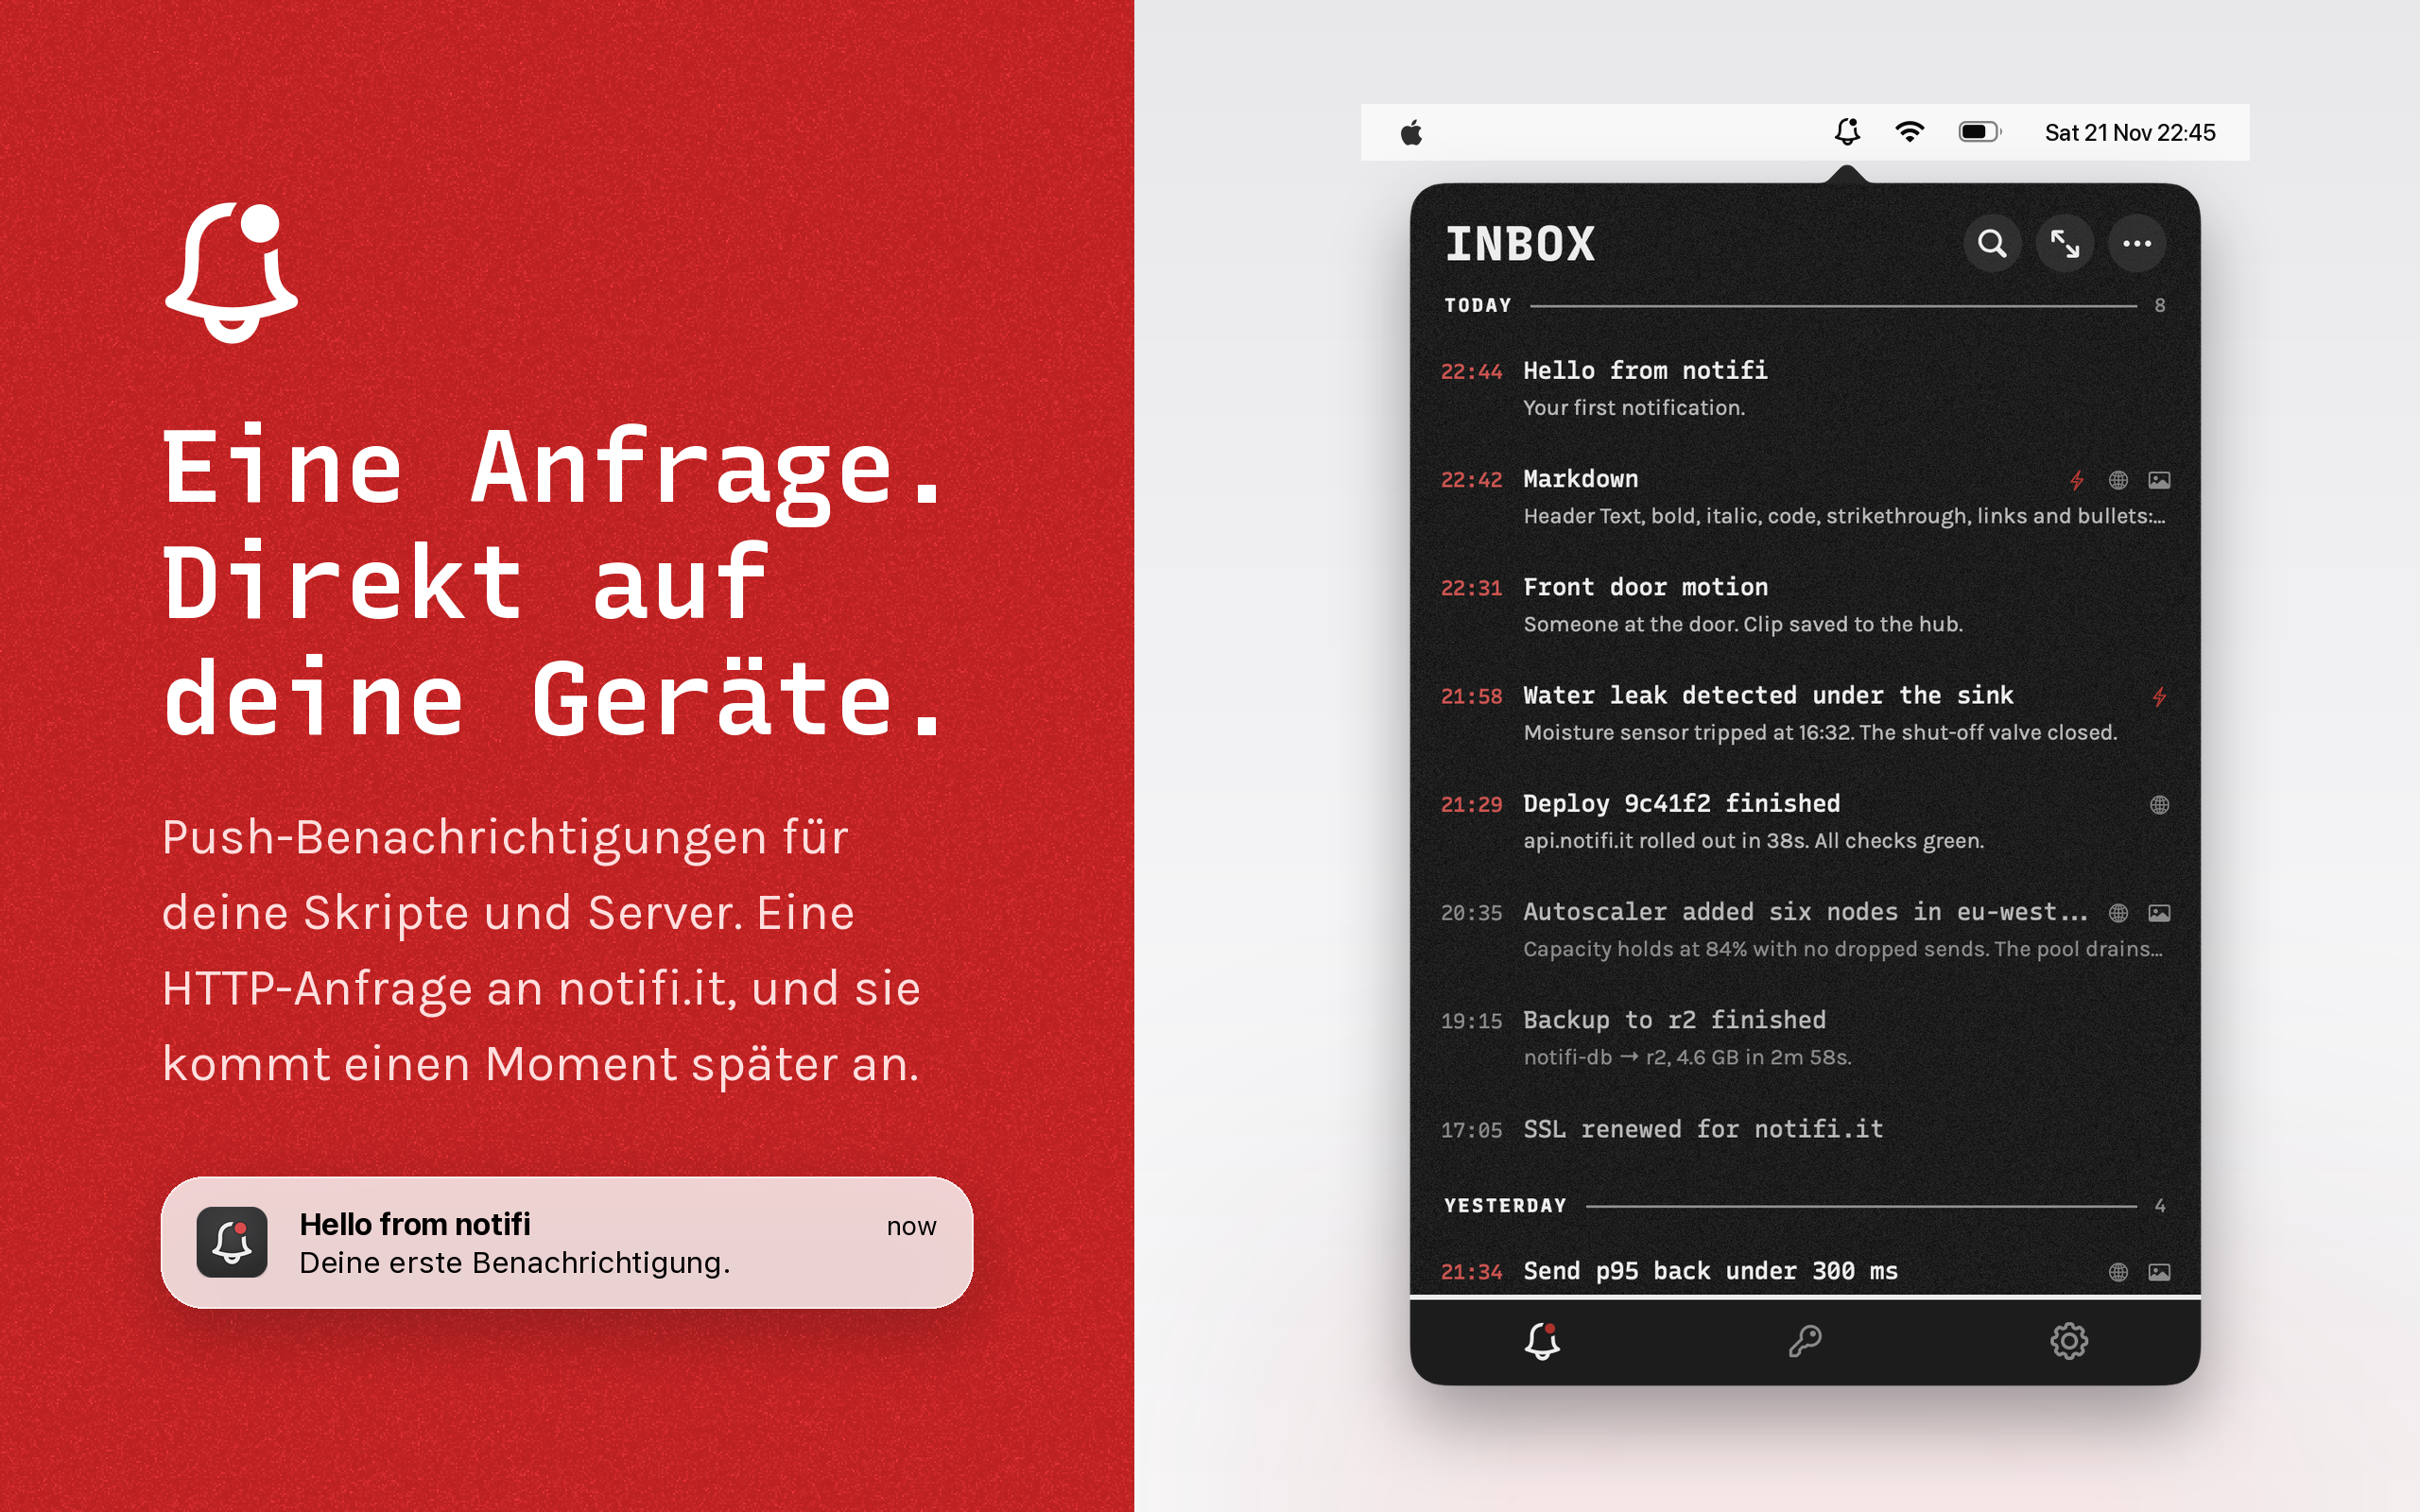 Eine Anfrage.
Direkt auf
deine Geräte.
Push-Benachrichtigungen für
deine Skripte und Server. Eine
HTTP-Anfrage an notifi.it, und sie
kommt einen Moment später an.
Hello from notifi
now
Deine erste Benachrichtigung.
Sat 21 Nov 22:45
INBOX
TODAY 8
22:44 Hello from notifi
Your first notification.
22:42 Markdown
Header Text, bold, italic, code, strikethrough, links and bullets:...
22:31 Front door motion
Someone at the door. Clip saved to the hub.
21:58 Water leak detected under the sink
Moisture sensor tripped at 16:32. The shut-off valve closed.
21:29 Deploy 9c41f2 finished
api.notifi.it rolled out in 38s. All checks green.
20:35 Autoscaler added six nodes in eu-west...
Capacity holds at 84% with no dropped sends. The pool drains...
19:15 Backup to r2 finished
notifi-db → r2, 4.6 GB in 2m 58s.
17:05 SSL renewed for notifi.it
YESTERDAY 4
21:34 Send p95 back under 300 ms